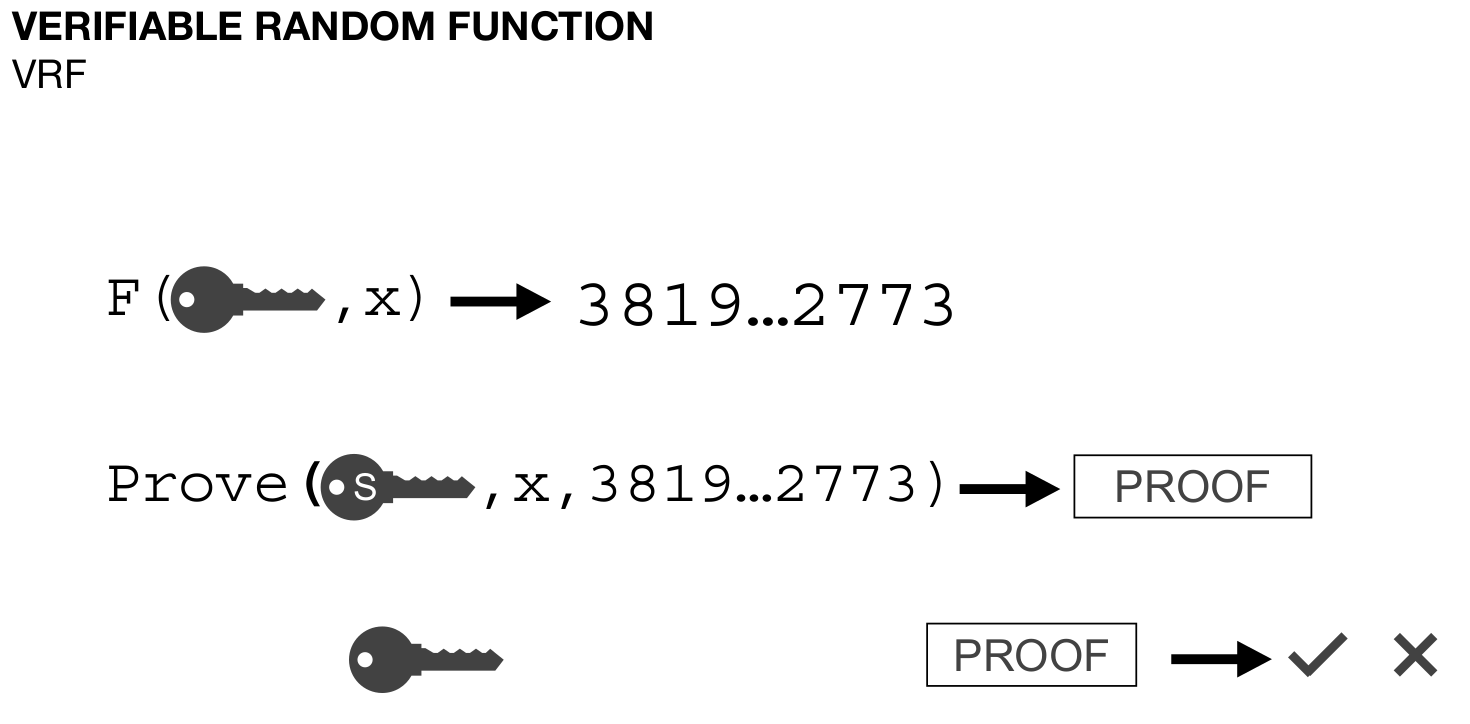 VERIFIABLE RANDOM FUNCTION
VRF
F( ,x) 3819…2773
Prove( S ,x,3819…2773) PROOF
PROOF